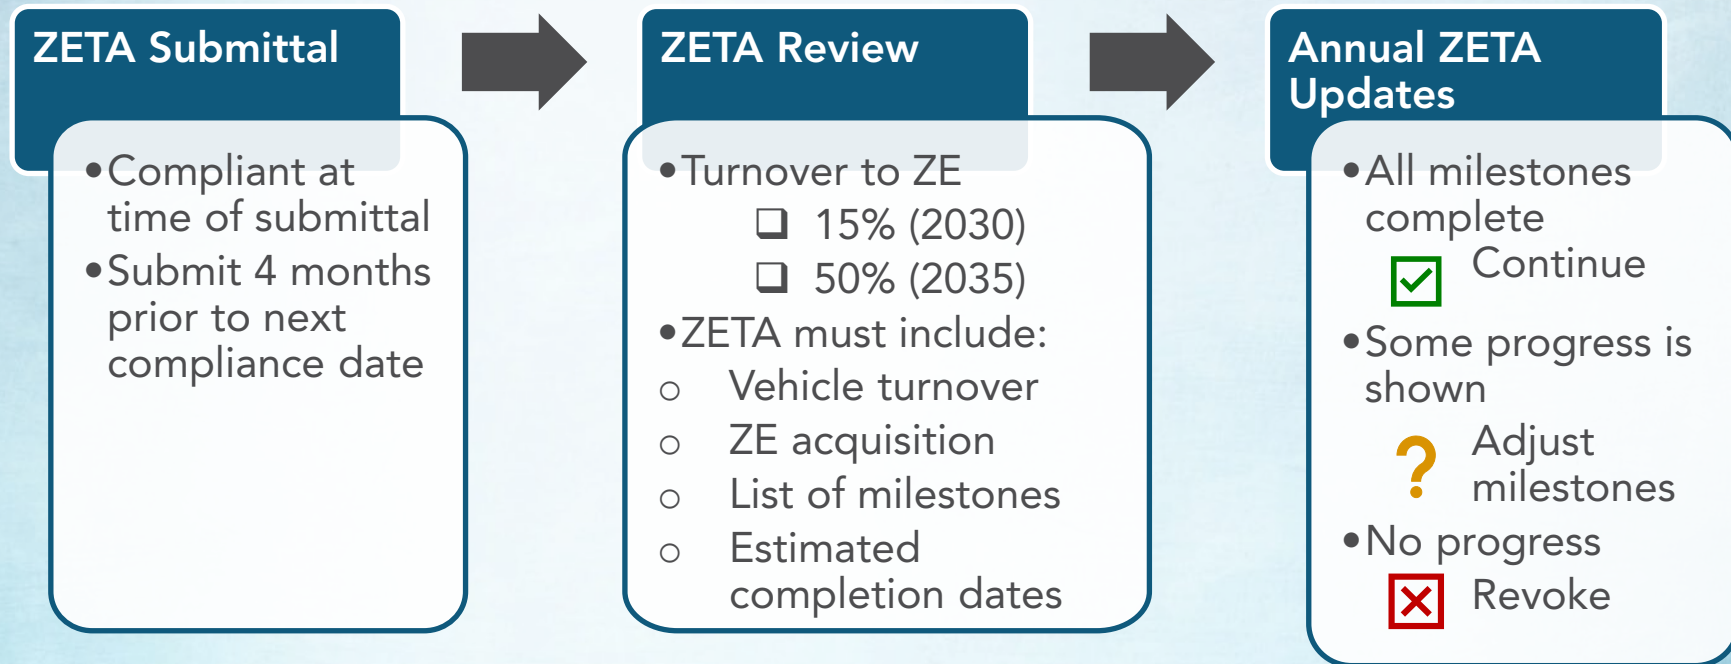 ZETA Submittal
•Compliant at
time of submittal
•Submit 4 months
prior to next
compliance date
ZETA Review
•Turnover to ZE
❑ 15% (2030)
❑ 50% (2035)
•ZETA must include:
o Vehicle turnover
o ZE acquisition
o List of milestones
o Estimated
completion dates
Annual ZETA
Updates
•All milestones
complete
Continue
•Some progress is
shown
? Adjust
milestones
•No progress
Revoke